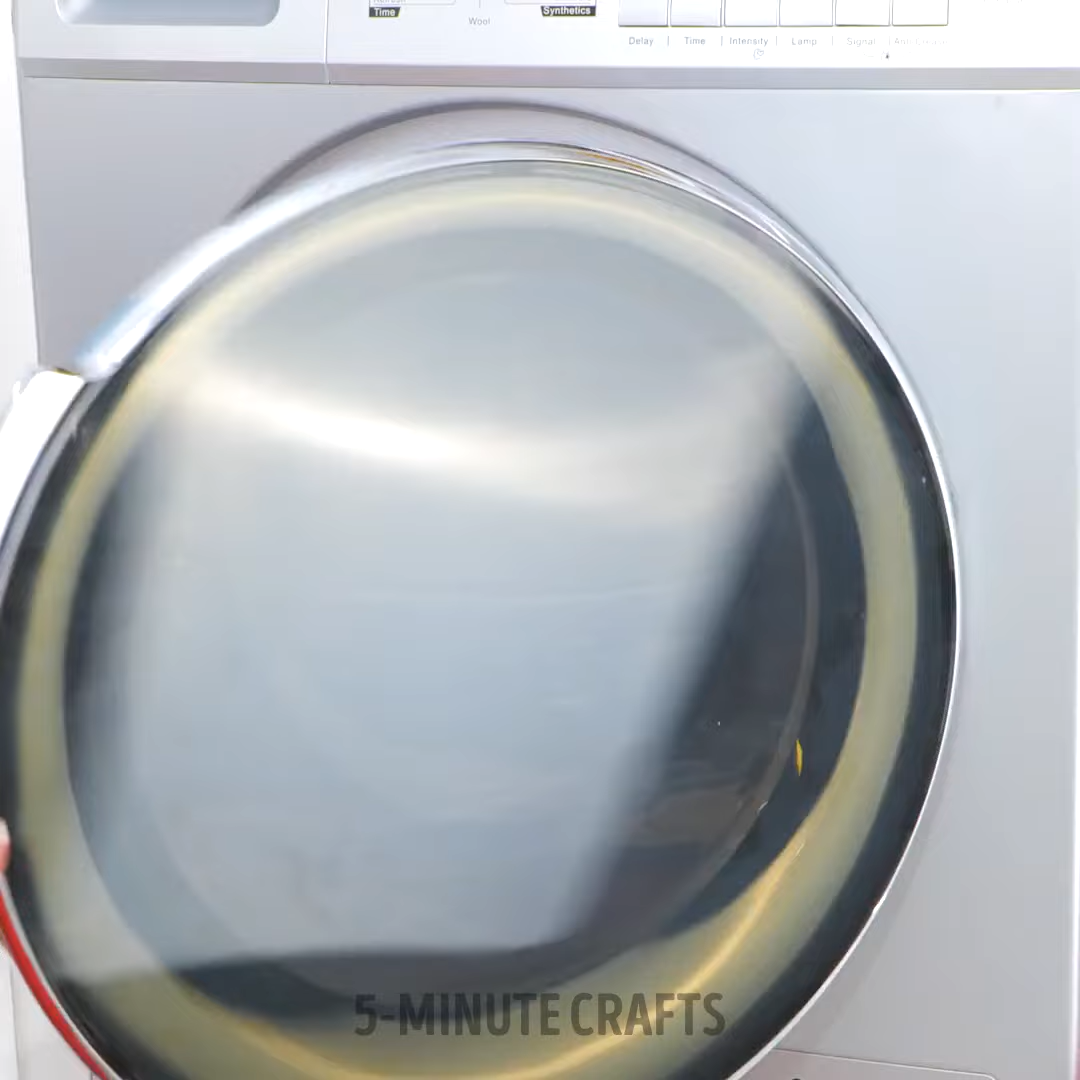 Time
Wool
Synthetics
Delay | Time | Intensity | Lamp | Signal
5-MINUTE CRAFTS